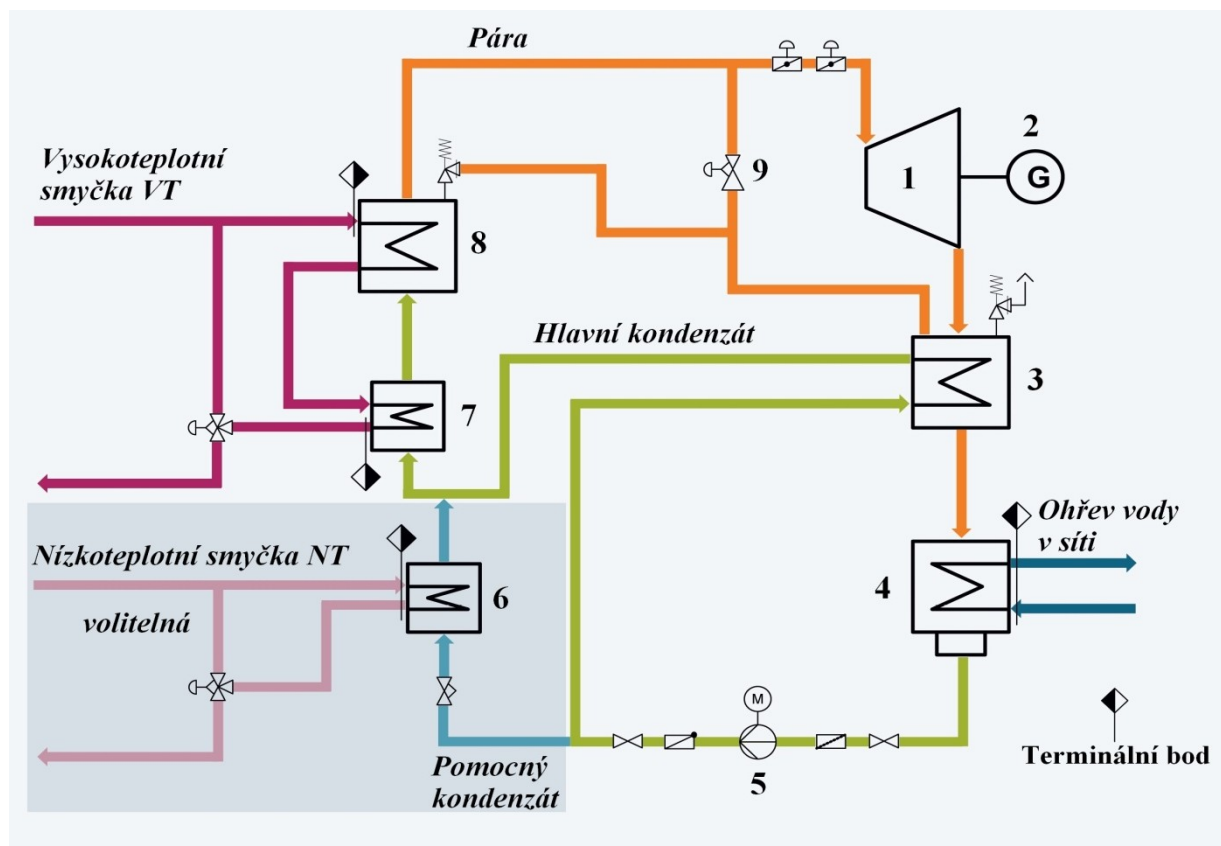 Pára
2
Vysokoteplotní
smyčka VT
9
1
G
8
Hlavní kondenzát
3
7
Nízkoteplotní smyčka NT
volitelná
6
Ohřev vody
v síti
4
M
5
Pomocný
kondenzát
Terminální bod